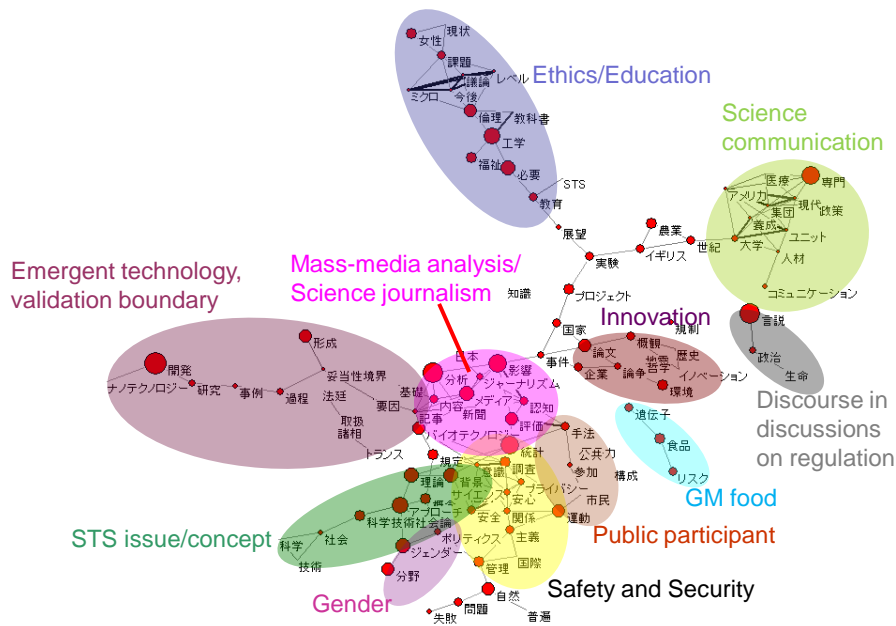 現状
女性
課題
レベル
議論
ミクロ
今後
Ethics/Education
倫理
教科書
工学
福祉
必要
STS
教育
展望
Science
communication
医療
専門
アメリカ
現代
集団
政策
養成
ユニット
大学
人材
コミュニケーション
農業
世紀
イギリス
実験
知識
プロジェクト
国家
Emergent technology,
validation boundary
Mass-media analysis/
Science journalism
Innovation
規制
概観
論文
地震
歴史
事件
企業
論争
哲学
イノベーション
環境
言説
政治
生命
Discourse in
discussions
on regulation
形成
開発
妥当性境界
ナノテクノロジー
研究
事例
過程
法廷
要因
取扱
諸相
トランス
日本
影響
分析
ジャーナリズム
基礎
メディア
内容
認知
記事
新聞
評価
バイオテクノロジー
遺伝子
食品
リスク
GM food
手法
公共
力
参加
構成
市民
運動
Public participant
統計
規定
意識
調査
理論
背景
プライバシー
サイエンス
安心
アプローチ
安全
関係
科学技術社会論
主義
ポリティクス
国際
社会
科学
技術
STS issue/concept
ジェンダー
分野
Gender
管理
Safety and Security
自然
問題
失敗
普遍